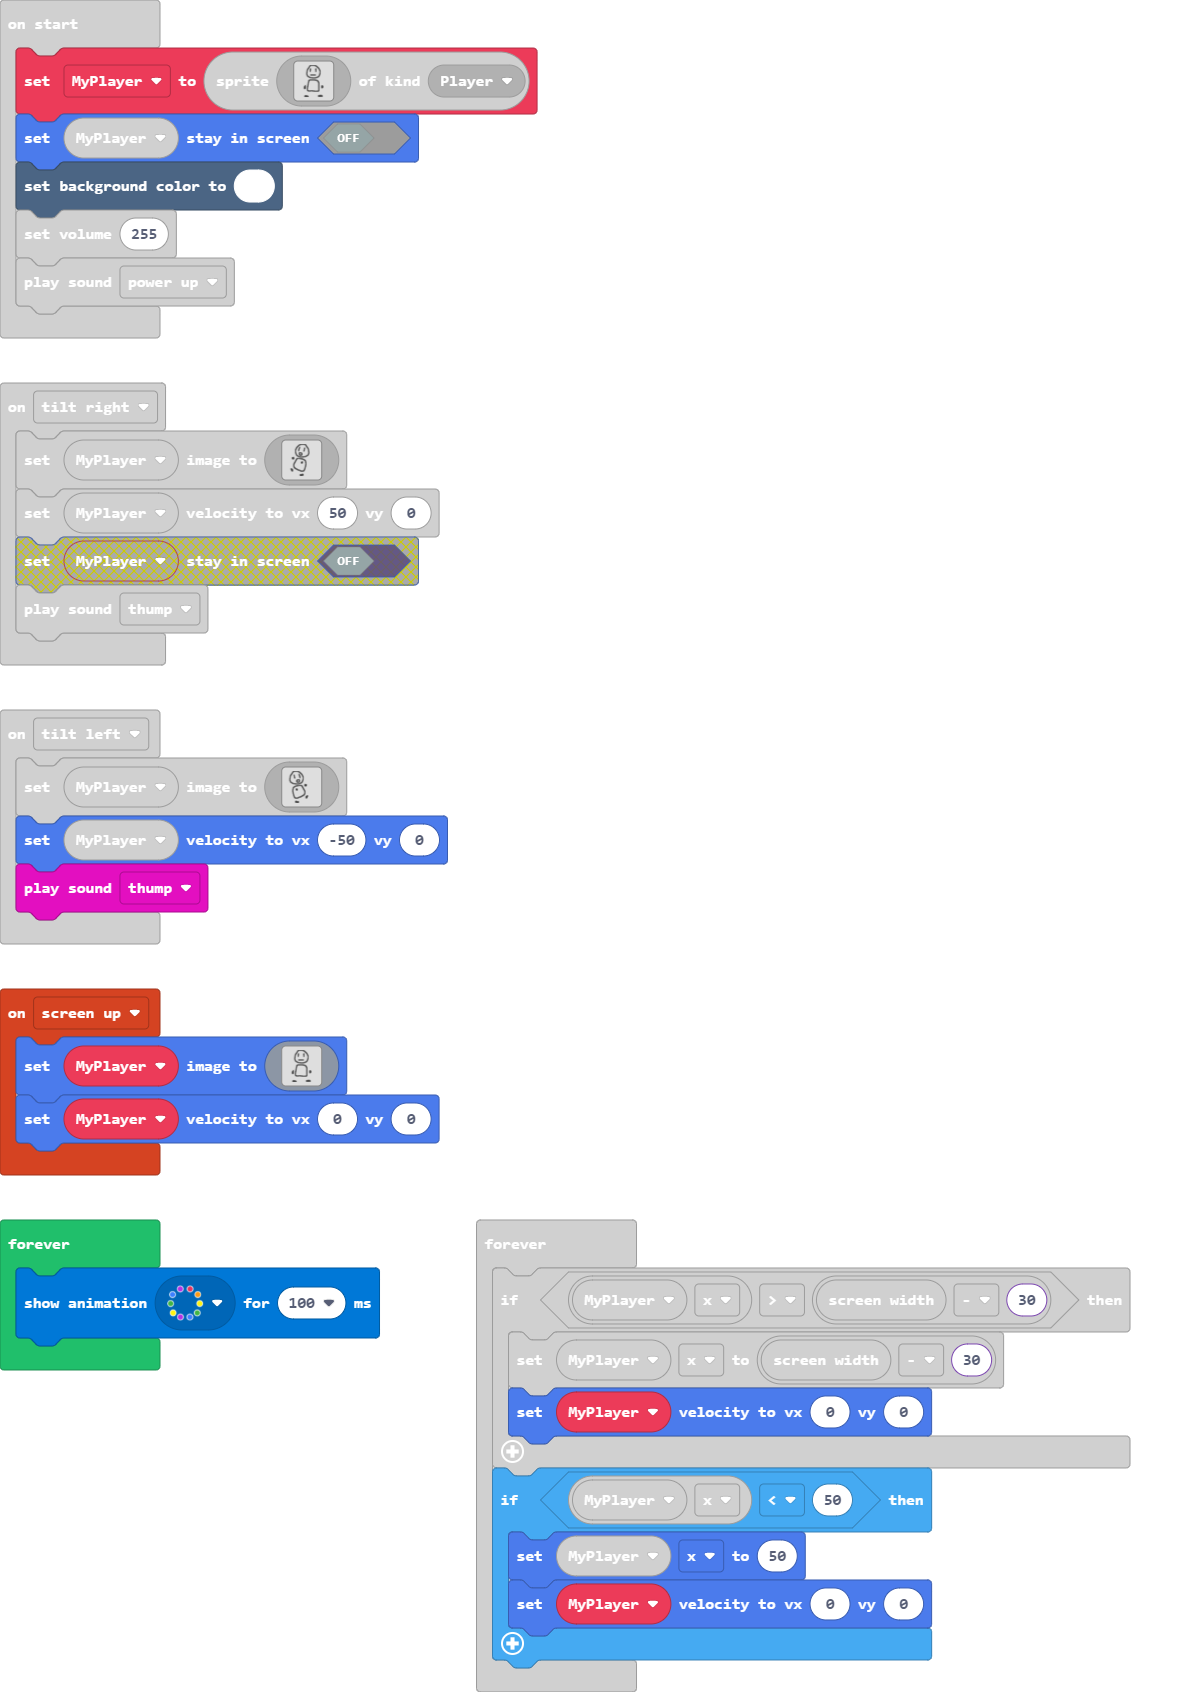 on start
set MyPlayer to sprite of kind Player
set MyPlayer stay in screen OFF
set background color to
set volume 255
play sound power up
on tilt right
set MyPlayer image to
set MyPlayer velocity to vx 50 vy 0
set MyPlayer stay in screen OFF
play sound thump
on tilt left
set MyPlayer image to
set MyPlayer velocity to vx -50 vy 0
play sound thump
on screen up
set MyPlayer image to
set MyPlayer velocity to vx 0 vy 0
forever
show animation for 100 ms
forever
if MyPlayer x > screen width - 30 then
set MyPlayer x to screen width - 30
set MyPlayer velocity to vx 0 vy 0
if MyPlayer x < 50 then
set MyPlayer x to 50
set MyPlayer velocity to vx 0 vy 0